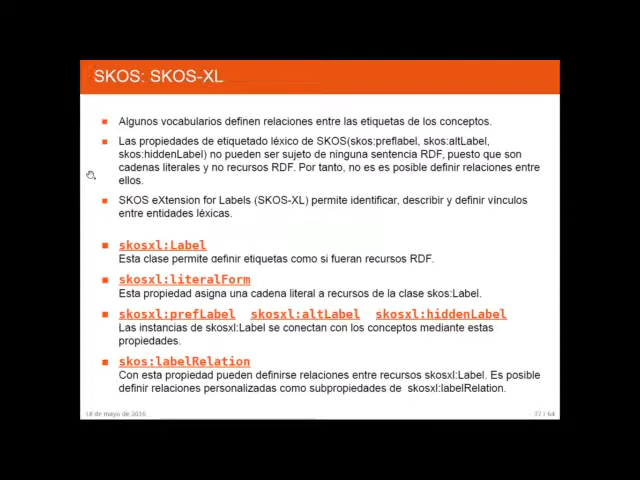 SKOS: SKOS-XL
Algunos vocabularios definen relaciones entre las etiquetas de los conceptos.
Las propiedades de etiquetado léxico de SKOS(skos:preflabel, skos:altLabel,
skos:hiddenLabel) no pueden ser sujeto de ninguna sentencia RDF, puesto que son
cadenas literales y no recursos RDF. Por tanto, no es es posible definir relaciones entre
ellos.
SKOS eXtension for Labels (SKOS-XL) permite identificar, describir y definir vínculos
entre entidades léxicas.
skosxl:Label
Esta clase permite definir etiquetas como si fueran recursos RDF.
skosxl:literalForm
Esta propiedad asigna una cadena literal a recursos de la clase skos:Label.
skosxl:prefLabel skosxl:altLabel skosxl:hiddenLabel
Las instancias de skosxl:Label se conectan con los conceptos mediante estas
propiedades.
skos:labelRelation
Con esta propiedad pueden definirse relaciones entre recursos skosxl:Label. Es posible
definir relaciones personalizadas como subpropiedades de skosxl:labelRelation.
18 de mayo de 2016
37 / 64